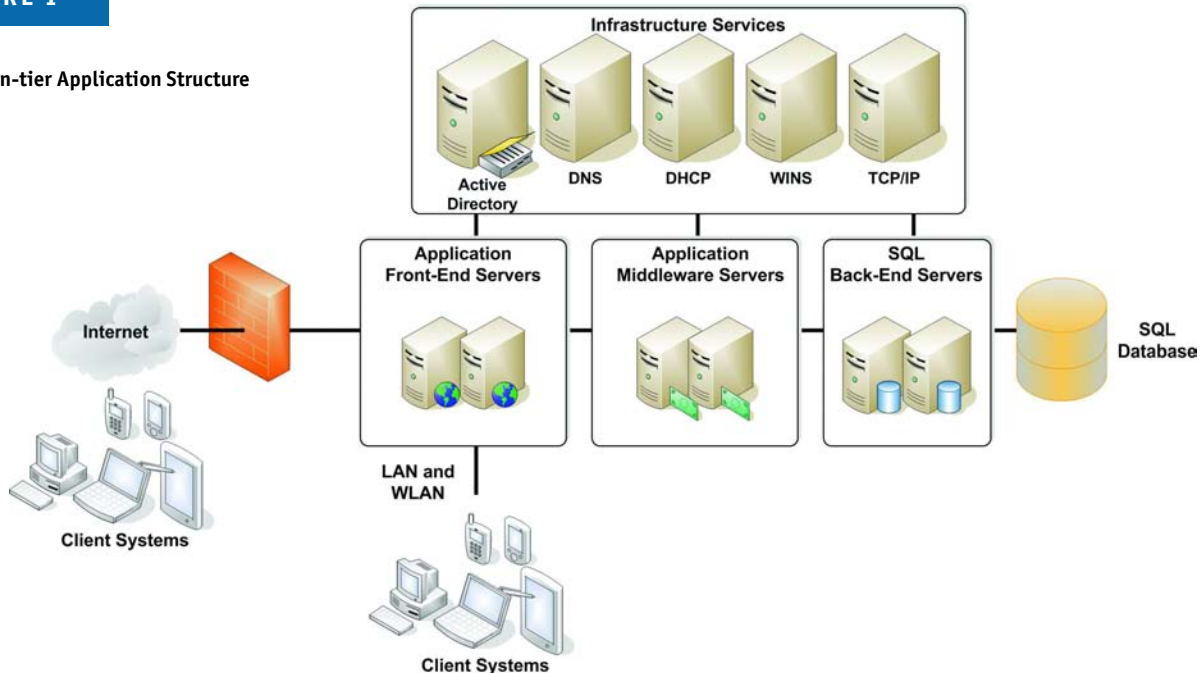 n-tier Application Structure
Infrastructure Services
Active
Directory
DNS
DHCP
WINS
TCP/IP
Application
Front-End Servers
Application
Middleware Servers
SQL
Back-End Servers
Internet
SQL
Database
LAN and
WLAN
Client Systems
Client Systems